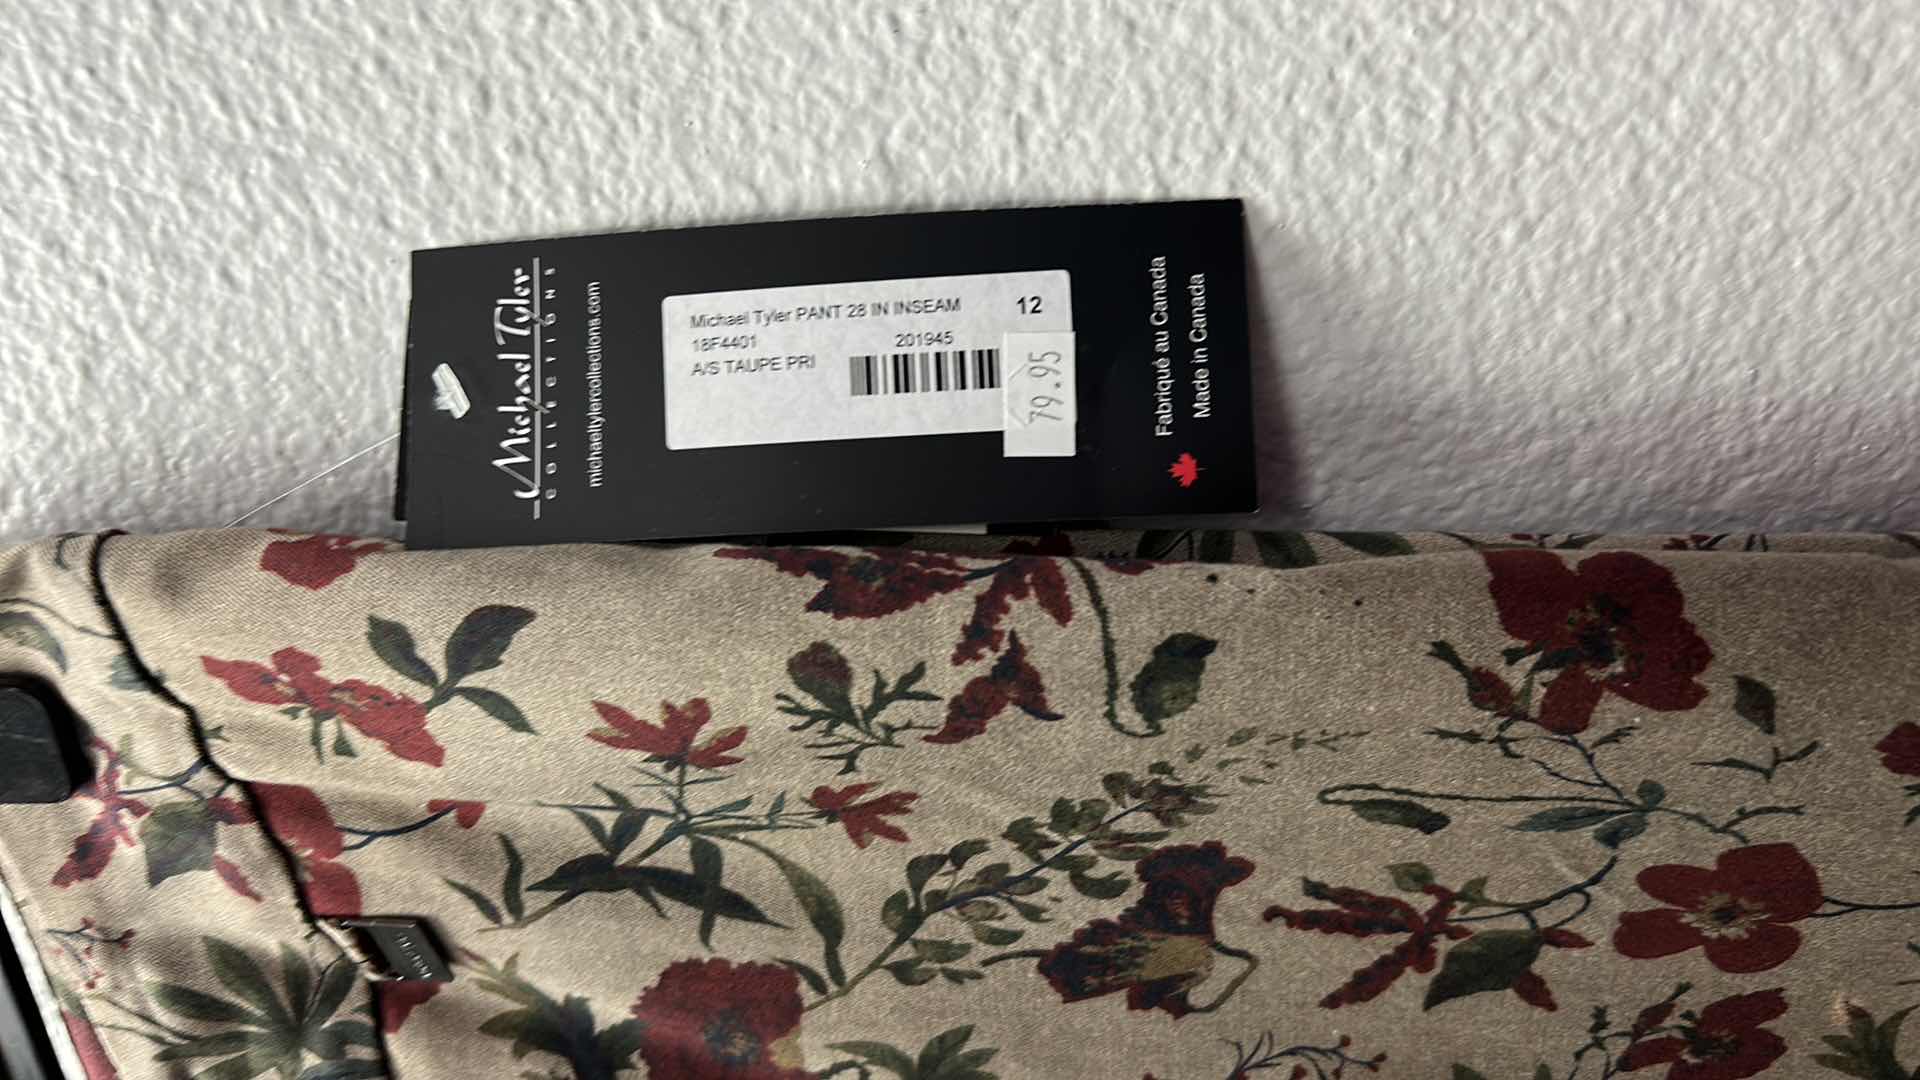 Michael Tyler
COLLECTIONS
michaeltylercollections.com
Michael Tyler PANT 28 IN INSEAM 12
18F4401 201945
A/S TAUPE PRI
79.95
Fabriqué au Canada
Made in Canada